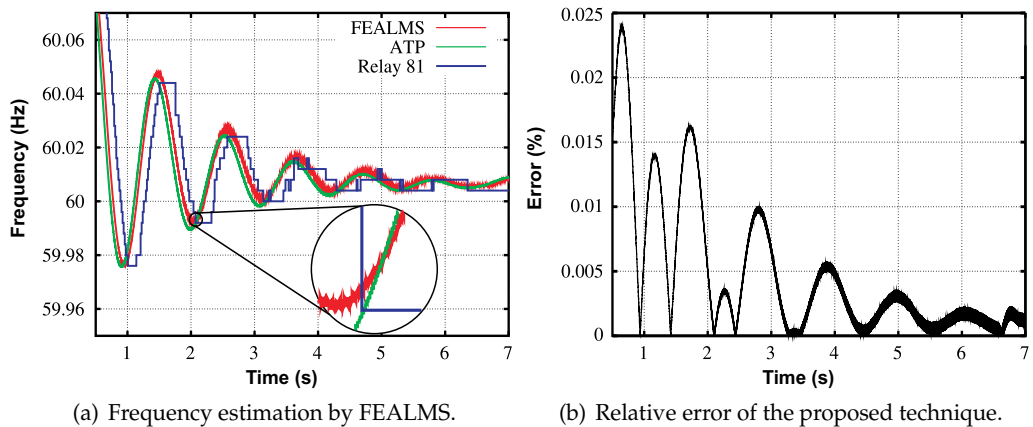 FEALMS
ATP
Relay 81
Frequency (Hz)
60.06
60.04
60.02
60
59.98
59.96
1 2 3 4 5 6 7
Time (s)
(a) Frequency estimation by FEALMS.
Error (%)
0.025
0.02
0.015
0.01
0.005
0
1 2 3 4 5 6 7
Time (s)
(b) Relative error of the proposed technique.